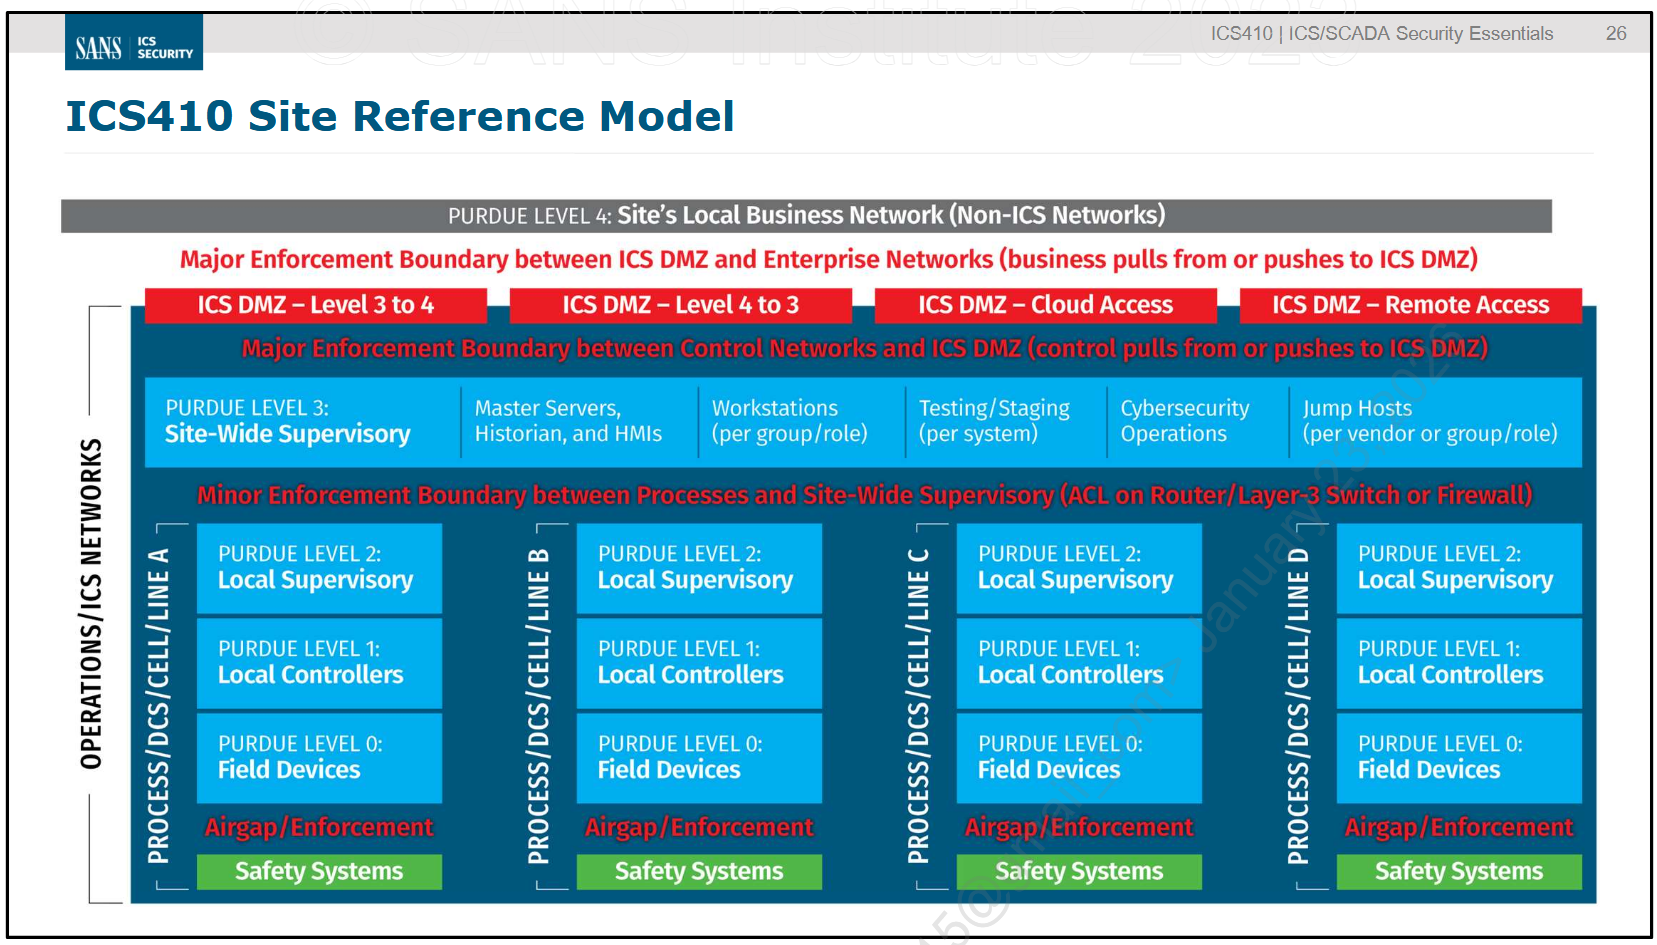 © SANS Institute 2023
SANS
ICS
SECURITY
ICS410 | ICS/SCADA Security Essentials
26
ICS410 Site Reference Model
PURDUE LEVEL 4: Site's Local Business Network (Non-ICS Networks)
Major Enforcement Boundary between ICS DMZ and Enterprise Networks (business pulls from or pushes to ICS DMZ)
ICS DMZ – Level 3 to 4
ICS DMZ – Level 4 to 3
ICS DMZ – Cloud Access
ICS DMZ – Remote Access
Major Enforcement Boundary between Control Networks and ICS DMZ (control pulls from or pushes to ICS DMZ)
OPERATIONS/ICS NETWORKS
PURDUE LEVEL 3:
Site-Wide Supervisory
Master Servers,
Historian, and HMIs
Workstations
(per group/role)
Testing/Staging
(per system)
Cybersecurity
Operations
Jump Hosts
(per vendor or group/role)
Minor Enforcement Boundary between Processes and Site-Wide Supervisory (ACL on Router/Layer-3 Switch or Firewall)
PROCESS/DCS/CELL/LINE A
PURDUE LEVEL 2:
Local Supervisory
PURDUE LEVEL 1:
Local Controllers
PURDUE LEVEL 0:
Field Devices
Airgap/Enforcement
Safety Systems
PROCESS/DCS/CELL/LINE B
PURDUE LEVEL 2:
Local Supervisory
PURDUE LEVEL 1:
Local Controllers
PURDUE LEVEL 0:
Field Devices
Airgap/Enforcement
Safety Systems
PROCESS/DCS/CELL/LINE C
PURDUE LEVEL 2:
Local Supervisory
PURDUE LEVEL 1:
Local Controllers
PURDUE LEVEL 0:
Field Devices
Airgap/Enforcement
Safety Systems
PROCESS/DCS/CELL/LINE D
PURDUE LEVEL 2:
Local Supervisory
PURDUE LEVEL 1:
Local Controllers
PURDUE LEVEL 0:
Field Devices
Airgap/Enforcement
Safety Systems